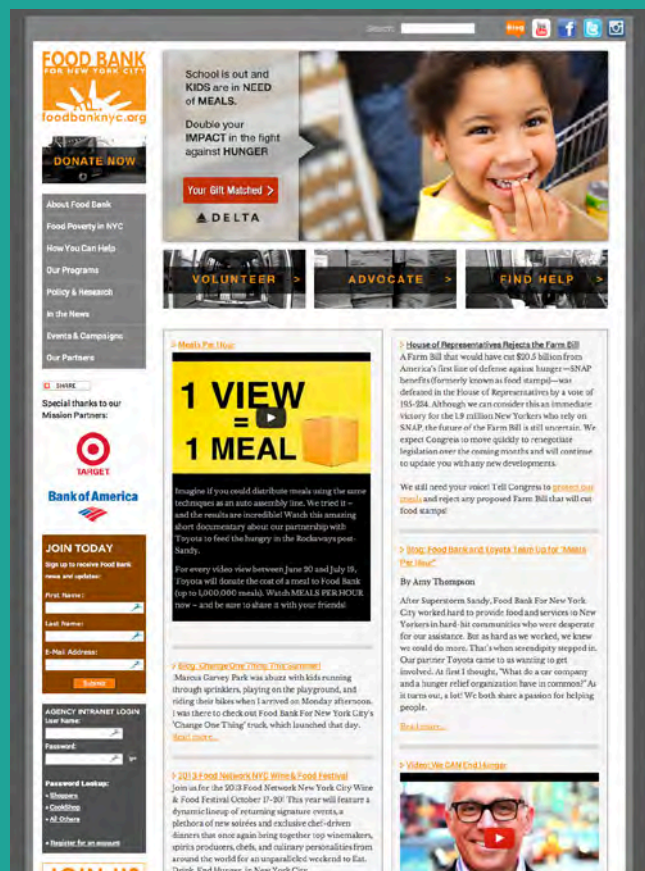 Search:
Blog
You
Tube
FOOD BANK
FOR NEW YORK CITY
foodbanknyc.org
DONATE NOW
School is out and
KIDS are in NEED
of MEALS.
Double your
IMPACT in the fight
against HUNGER
Your Gift Matched >
DELTA
VOLUNTEER >
ADVOCATE >
FIND HELP >
About Food Bank
Food Poverty in NYC
How You Can Help
Our Programs
Policy & Research
In the News
Events & Campaigns
Our Partners
SHARE
Special thanks to our
Mission Partners:
TARGET
Bank of America
JOIN TODAY
Sign up to receive Food Bank
news and updates:
First Name:
Last Name:
E-Mail Address:
Submit
AGENCY INTRANET LOGIN
User Name:
Password:
Password Lookup:
• Shoppers
• CookShop
• All Others
• Register for an account
JOIN US
> Meals Per Hour
1 VIEW
=
1 MEAL
Imagine if you could distribute meals using the same
techniques as an auto assembly line. We tried it –
and the results are incredible! Watch this amazing
short documentary about our partnership with
Toyota to feed the hungry in the Rockaways post-
Sandy.
For every video view between June 20 and July 19,
Toyota will donate the cost of a meal to Food Bank
(up to 1,000,000 meals). Watch MEALS PER HOUR
now – and be sure to share it with your friends!
> Blog: Change One Thing This Summer!
Marcus Garvey Park was abuzz with kids running
through sprinklers, playing on the playground, and
riding their bikes when I arrived on Monday afternoon.
I was there to check out Food Bank For New York City's
'Change One Thing' truck, which launched that day.
Read more...
> 2013 Food Network NYC Wine & Food Festival
Join us for the 2013 Food Network New York City Wine
& Food Festival October 17-20! This year will feature a
dynamic lineup of returning signature events, a
plethora of new soirées and exclusive chef-driven
dinners that once again bring together top winemakers,
spirits producers, chefs, and culinary personalities from
around the world for an unparalleled weekend to Eat.
Drink. End Hunger. in New York City.
> House of Representatives Rejects the Farm Bill
A Farm Bill that would have cut $20.5 billion from
America's first line of defense against hunger—SNAP
benefits (formerly known as food stamps)—was
defeated in the House of Representatives by a vote of
195-234. Although we can consider this an immediate
victory for the 1.9 million New Yorkers who rely on
SNAP, the future of the Farm Bill is still uncertain. We
expect Congress to move quickly to renegotiate
legislation over the coming months and will continue
to update you with any new developments.
We still need your voice! Tell Congress to protect our
meals and reject any proposed Farm Bill that will cut
food stamps!
> Blog: Food Bank and Toyota Team Up for "Meals
Per Hour"
By Amy Thompson
After Superstorm Sandy, Food Bank For New York
City worked hard to provide food and services to New
Yorkers in hard-hit communities who were desperate
for our assistance. But as hard as we worked, we knew
we could do more. That's when serendipity stepped in.
Our partner Toyota came to us wanting to get
involved. At first I thought, "What do a car company
and a hunger relief organization have in common?" As
it turns out, a lot! We both share a passion for helping
people.
Read more...
> Video: We CAN End Hunger